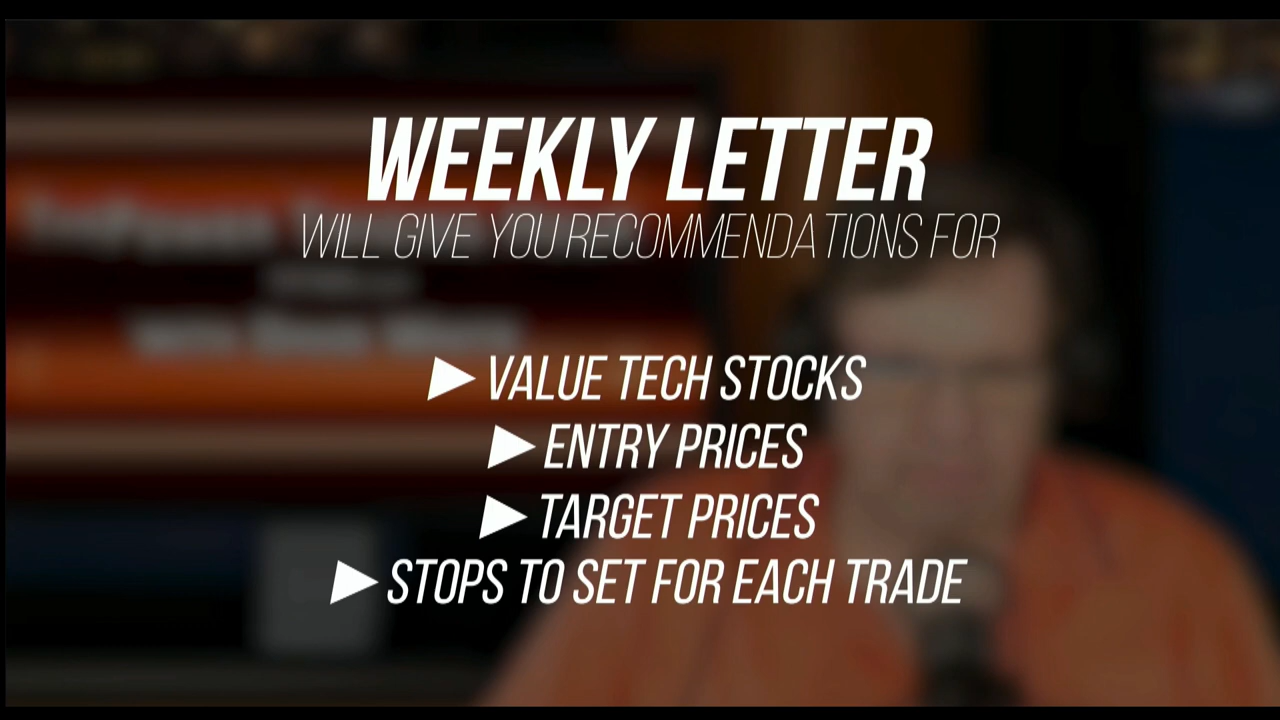 WEEKLY LETTER
WILL GIVE YOU RECOMMENDATIONS FOR
▶ VALUE TECH STOCKS
▶ ENTRY PRICES
▶ TARGET PRICES
▶ STOPS TO SET FOR EACH TRADE